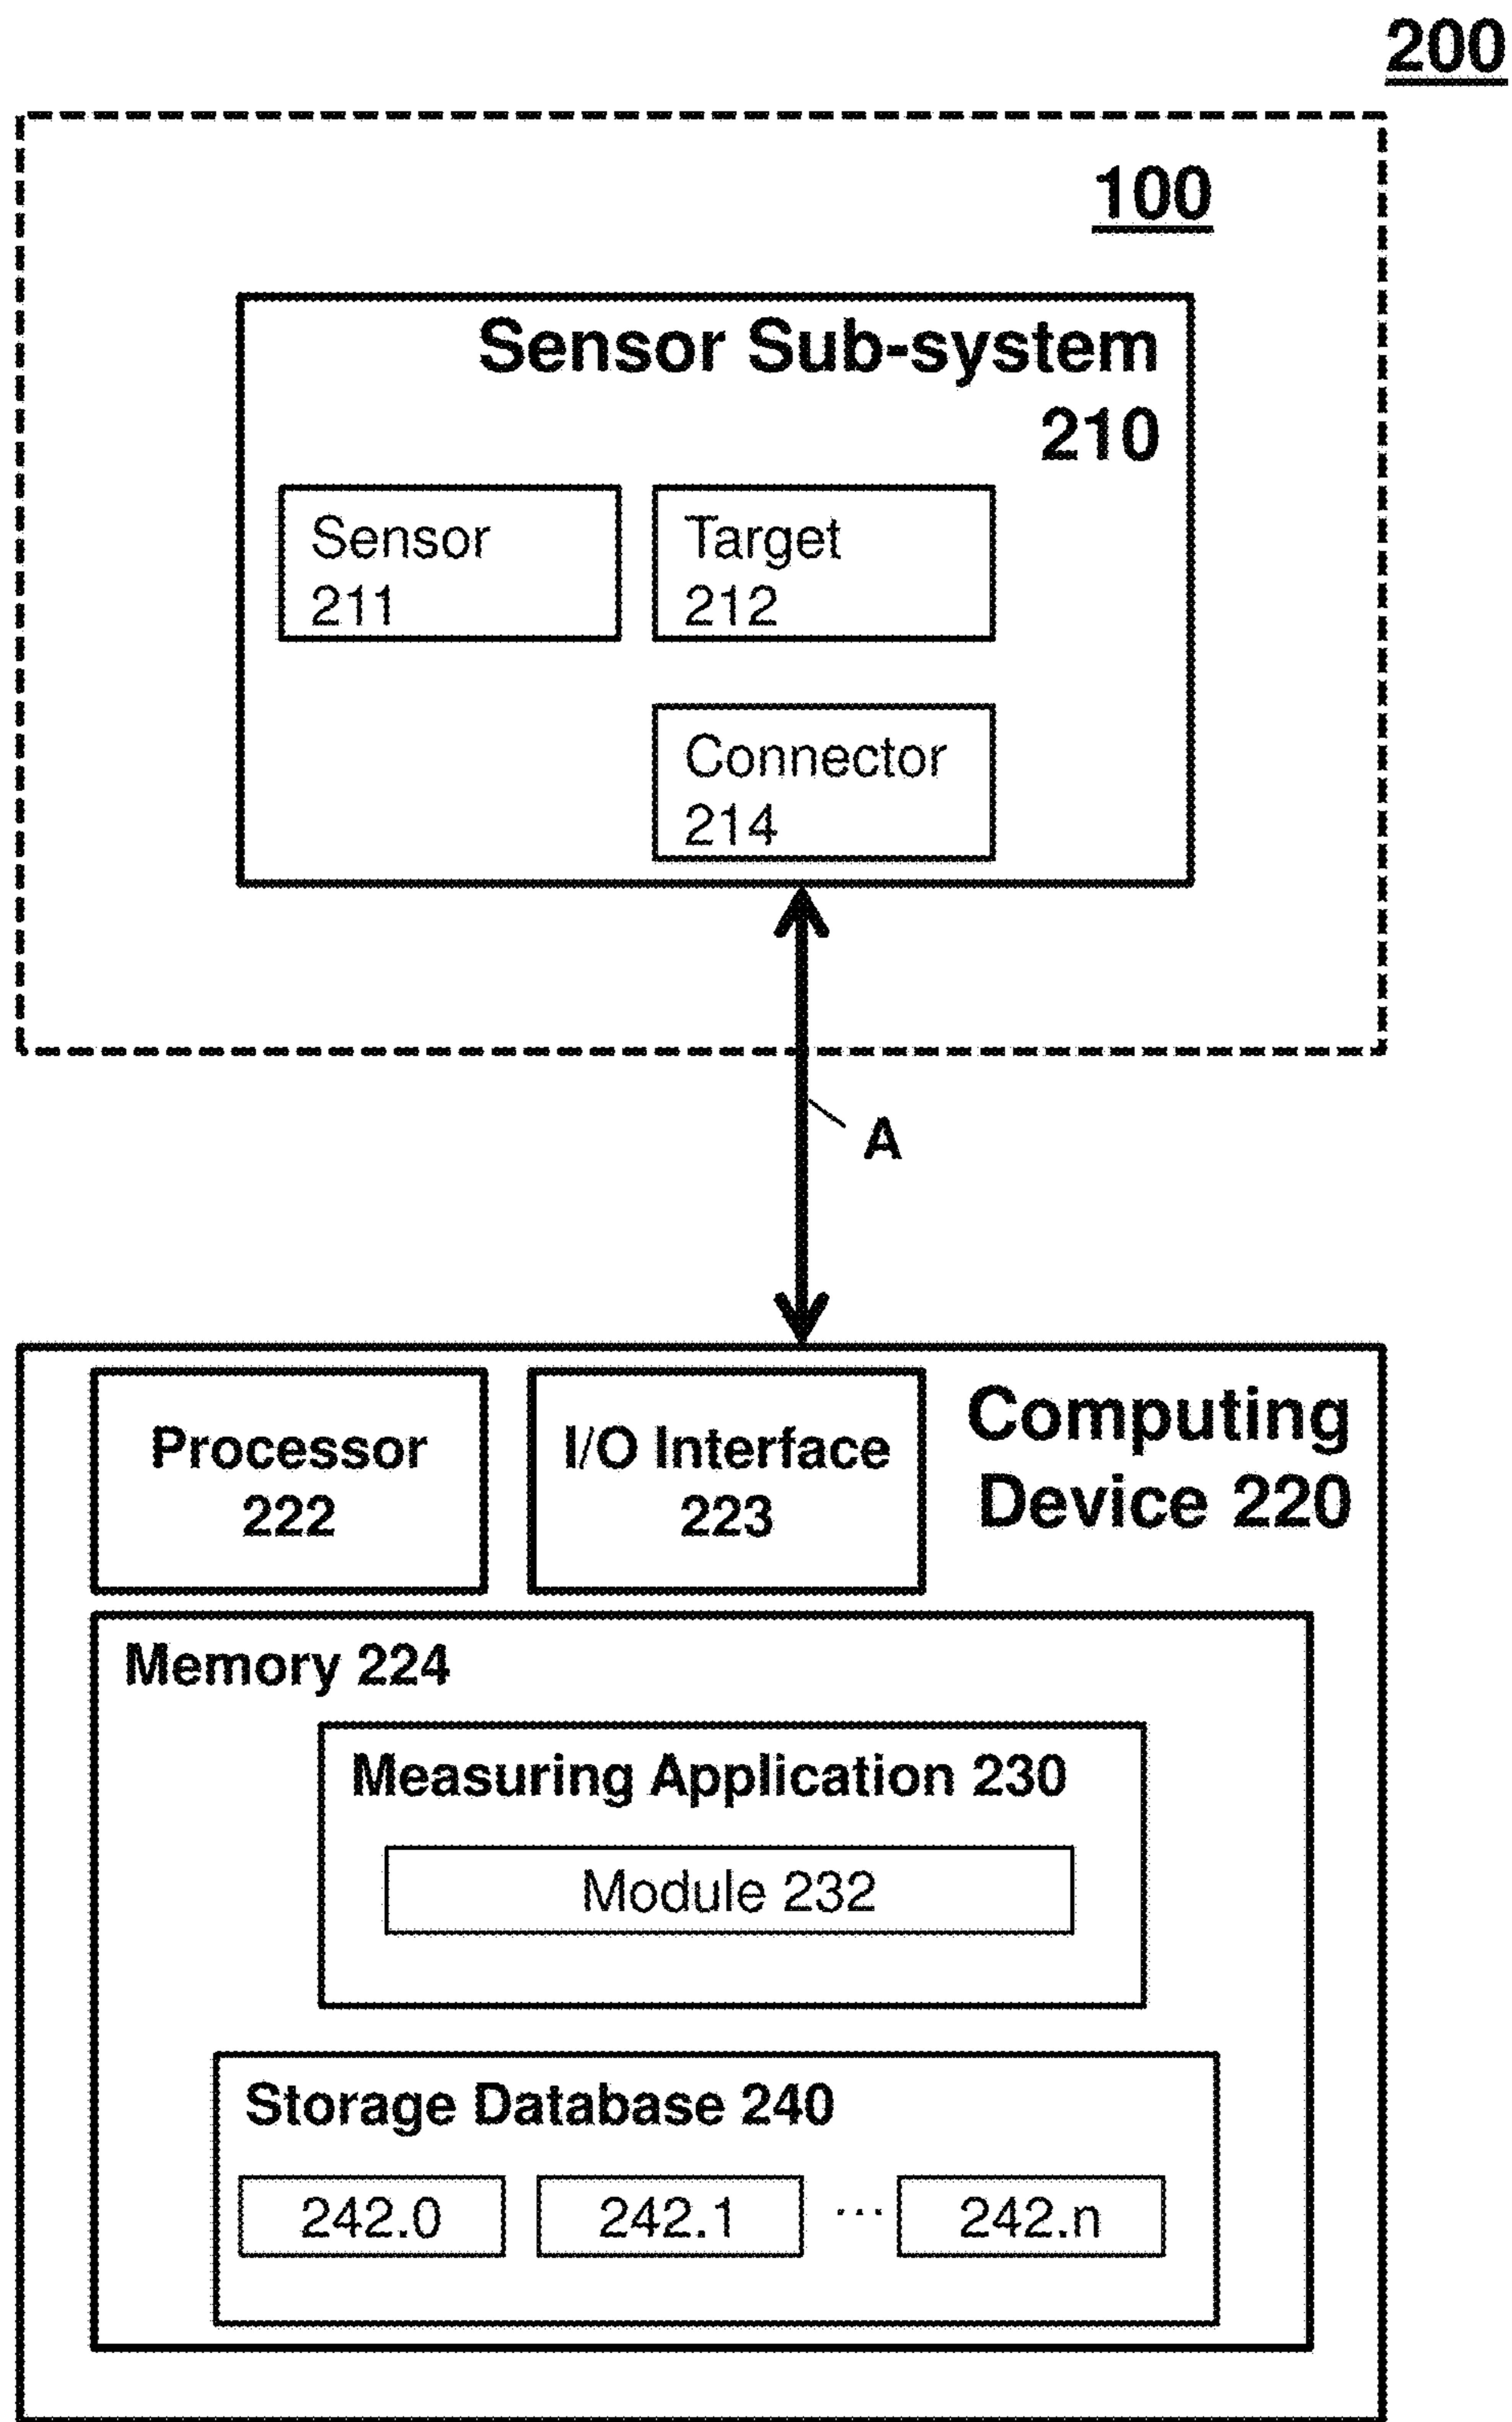 200
100
Sensor Sub-system
210
Sensor
211
Target
212
Connector
214
A
Processor
222
I/O Interface
223
Computing
Device 220
Memory 224
Measuring Application 230
Module 232
Storage Database 240
242.0 242.1 ... 242.n